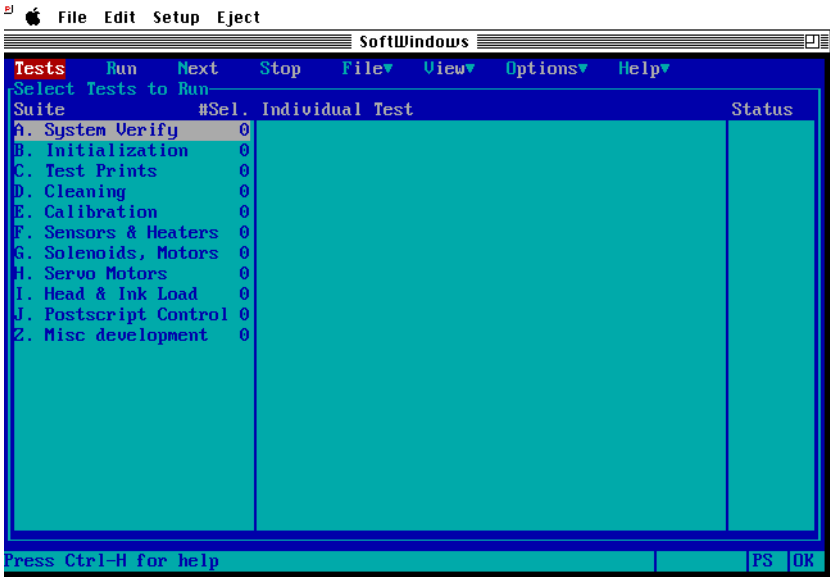 File Edit Setup Eject
SoftWindows
Tests Run Next Stop File▼ View▼ Options▼ Help▼
Select Tests to Run
Suite #Sel. Individual Test Status
A. System Verify 0
B. Initialization 0
C. Test Prints 0
D. Cleaning 0
E. Calibration 0
F. Sensors & Heaters 0
G. Solenoids, Motors 0
H. Servo Motors 0
I. Head & Ink Load 0
J. Postscript Control 0
Z. Misc development 0
Press Ctrl-H for help PS OK